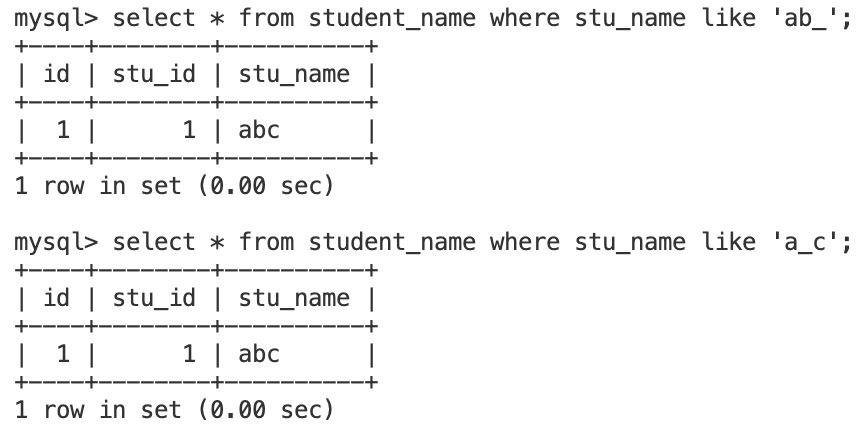 mysql> select * from student_name where stu_name like 'ab_';
+----+--------+----------+
| id | stu_id | stu_name |
+----+--------+----------+
|  1 |      1 | abc      |
+----+--------+----------+
1 row in set (0.00 sec)

mysql> select * from student_name where stu_name like 'a_c';
+----+--------+----------+
| id | stu_id | stu_name |
+----+--------+----------+
|  1 |      1 | abc      |
+----+--------+----------+
1 row in set (0.00 sec)